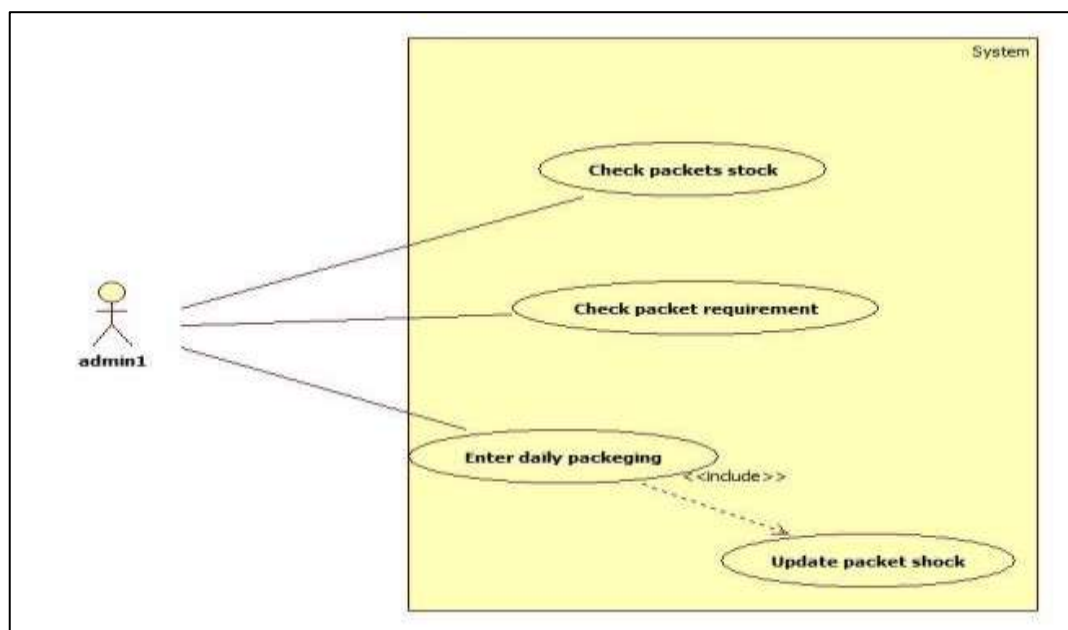 System
Check packets stock
Check packet requirement
admin1
Enter daily packeging
<<include>>
Update packet shock